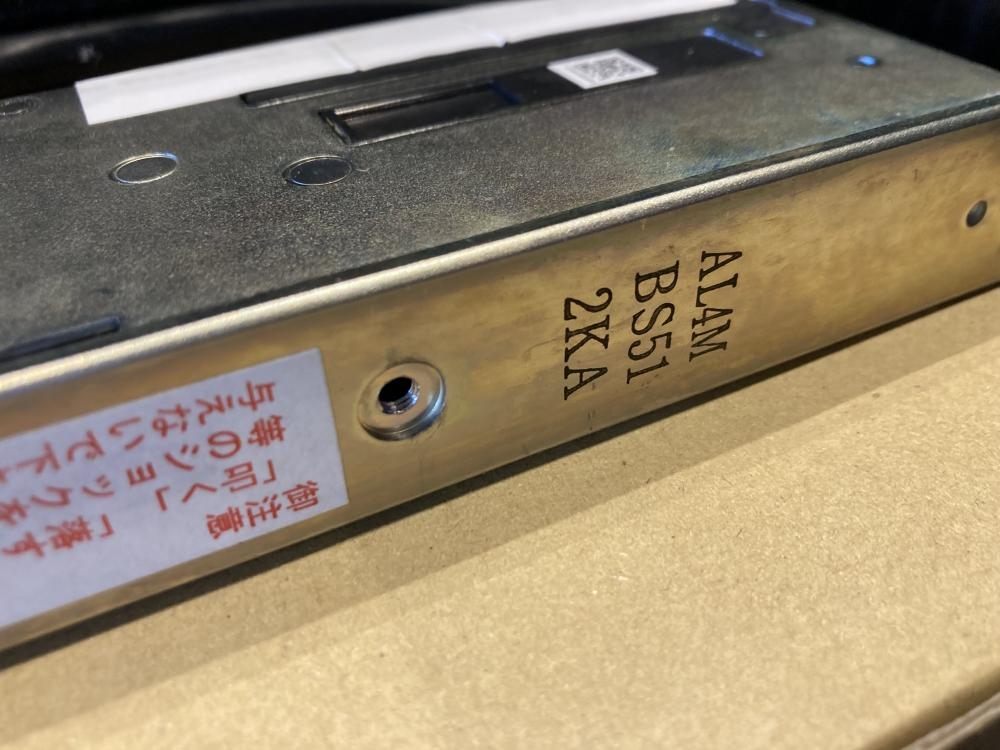 AL4M
BS51
2KA
御注意
「叩く」「落す
等のショックを
与えないで下